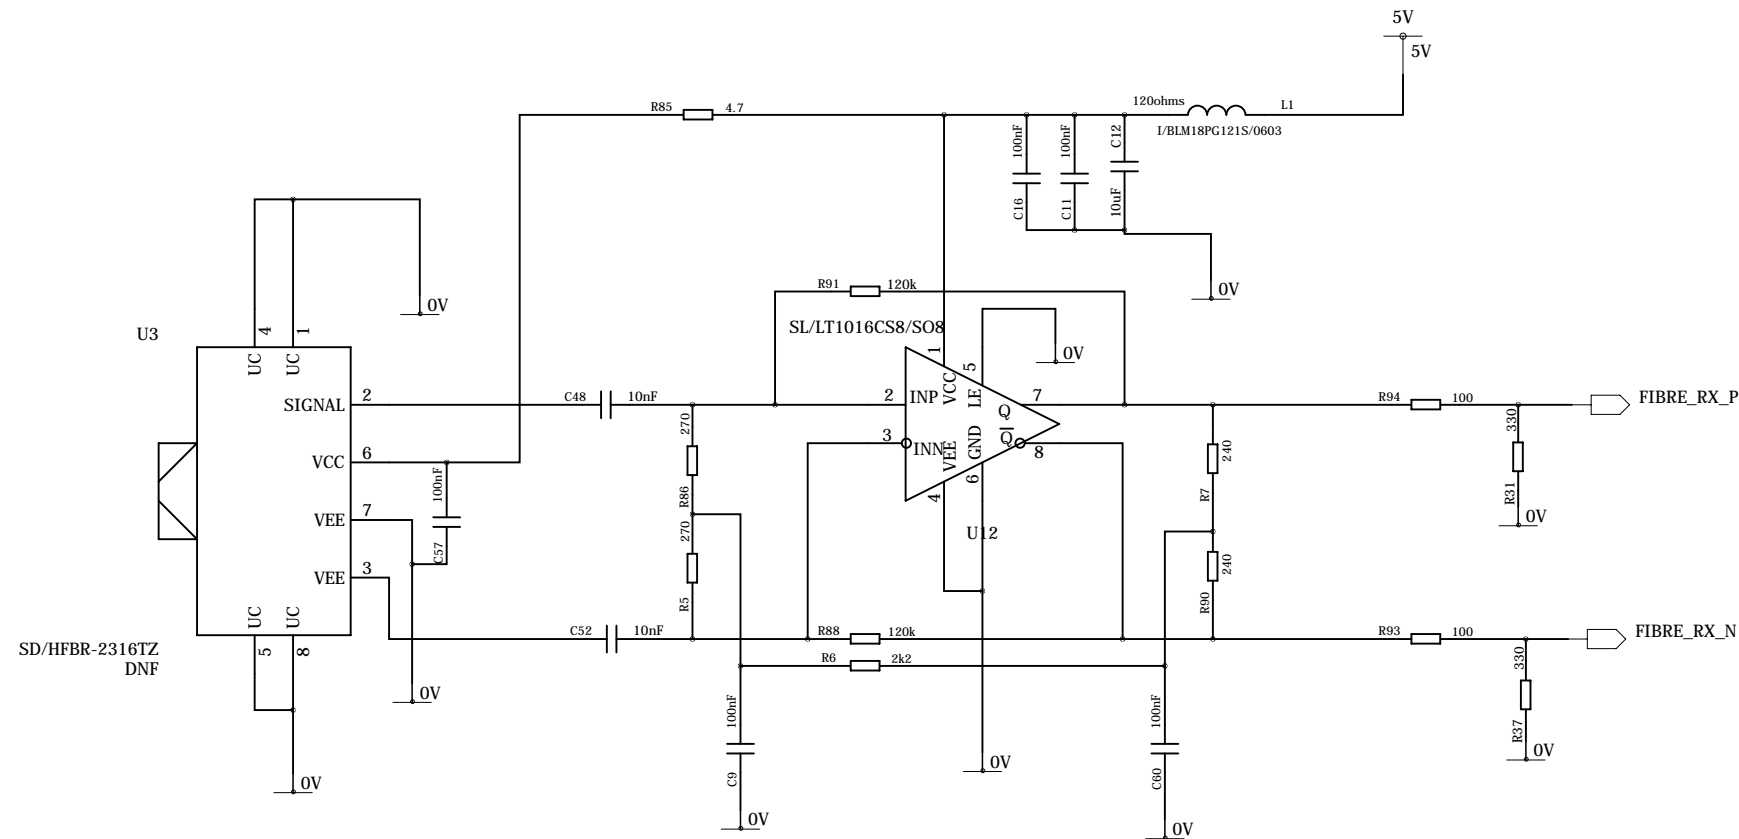 5V
5V
R85 4.7
120ohms L1
I/BLM18PG121S/0603
100nF
C16
100nF
C11
C12
10uF
0V
0V
U3
4
1
UC
UC
SIGNAL 2
VCC 6
VEE 7
VEE 3
UC
UC
5
8
SD/HFBR-2316TZ
DNF
0V
0V
100nF
C57
C48 10nF
C52 10nF
270
R86
270
R5
R91 120k
SL/LT1016CS8/SO8
1
VCC
5
LE
0V
2 INP
3 INN
Q 7
Q 8
VEE
4
GND
6
U12
0V
R88 120k
R6 2k2
100nF
C9
0V
100nF
C60
0V
240
R7
240
R90
R94 100
330
R31
0V
FIBRE_RX_P
R93 100
330
R37
0V
FIBRE_RX_N